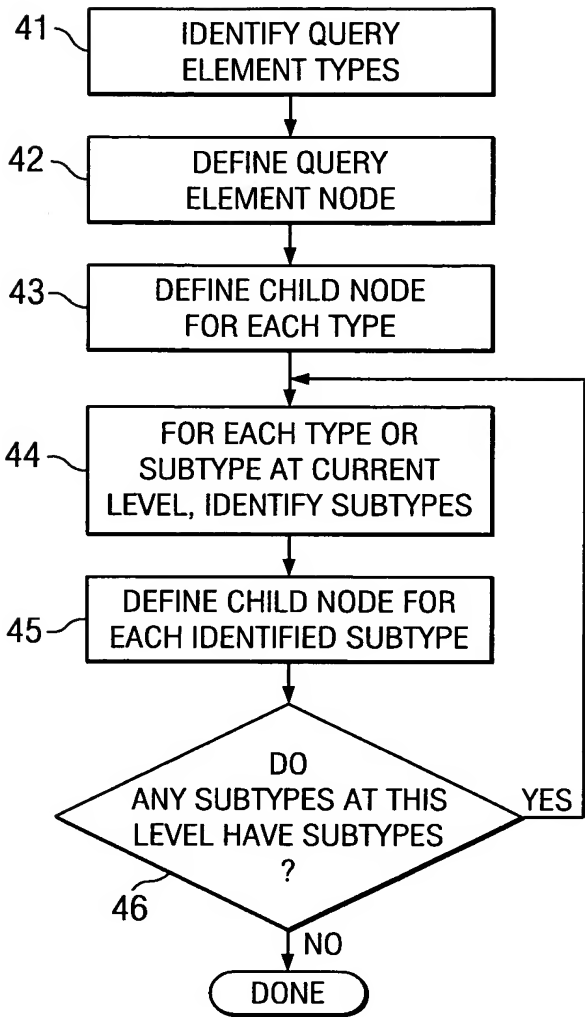 41
IDENTIFY QUERY
ELEMENT TYPES
42
DEFINE QUERY
ELEMENT NODE
43
DEFINE CHILD NODE
FOR EACH TYPE
44
FOR EACH TYPE OR
SUBTYPE AT CURRENT
LEVEL, IDENTIFY SUBTYPES
45
DEFINE CHILD NODE FOR
EACH IDENTIFIED SUBTYPE
DO
ANY SUBTYPES AT THIS
LEVEL HAVE SUBTYPES
?
YES
46
NO
DONE